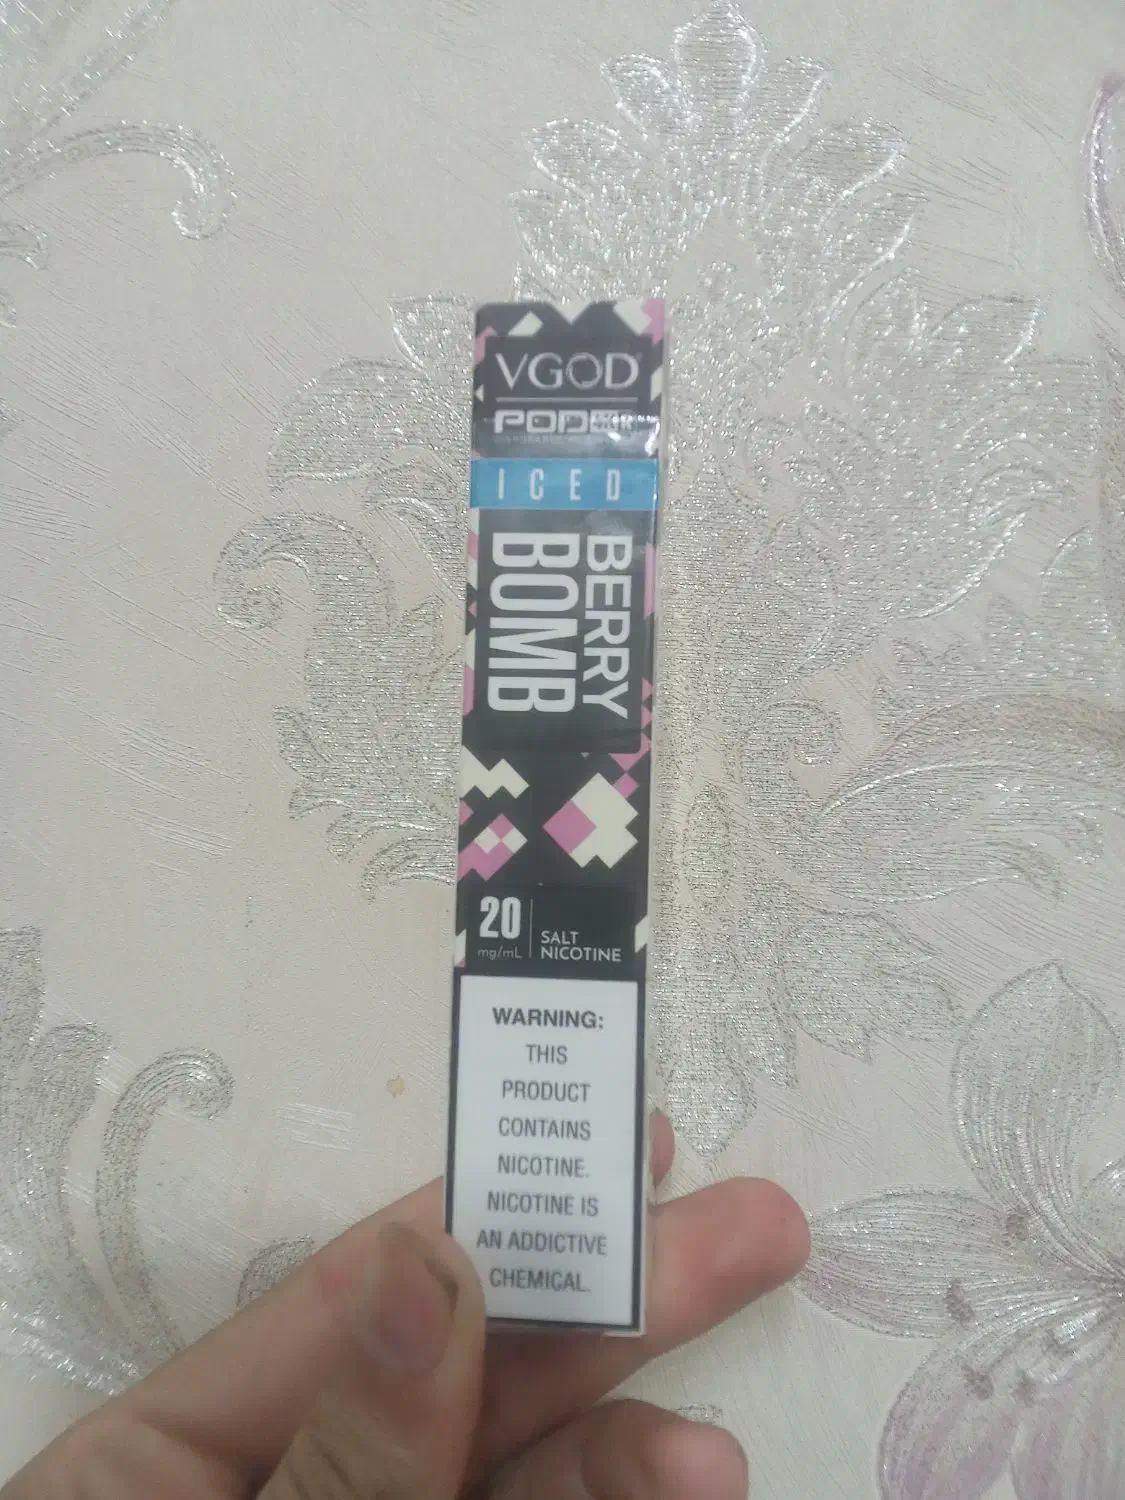 VGOD
ICED
BERRY
BOMB
20
mg/mL
SALT
NICOTINE
WARNING:
THIS
PRODUCT
CONTAINS
NICOTINE.
NICOTINE IS
AN ADDICTIVE
CHEMICAL.